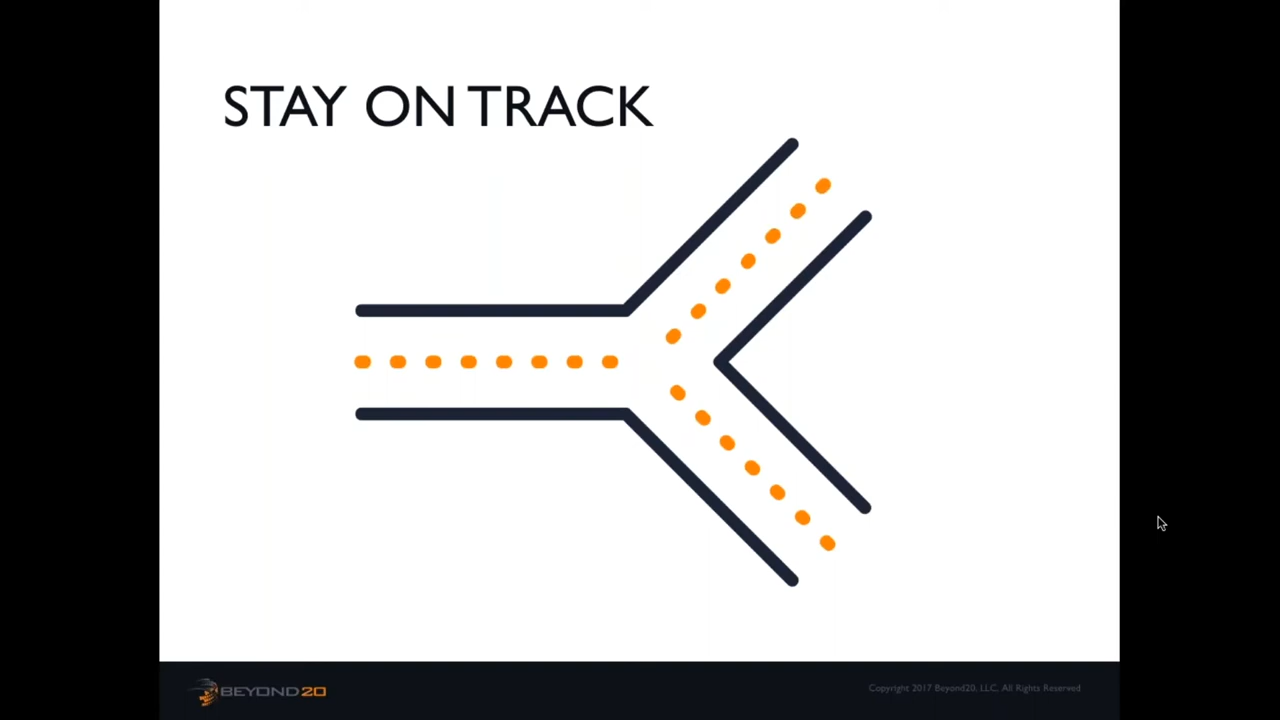 STAY ON TRACK
BEYOND20
Copyright 2017 Beyond20, LLC, All Rights Reserved